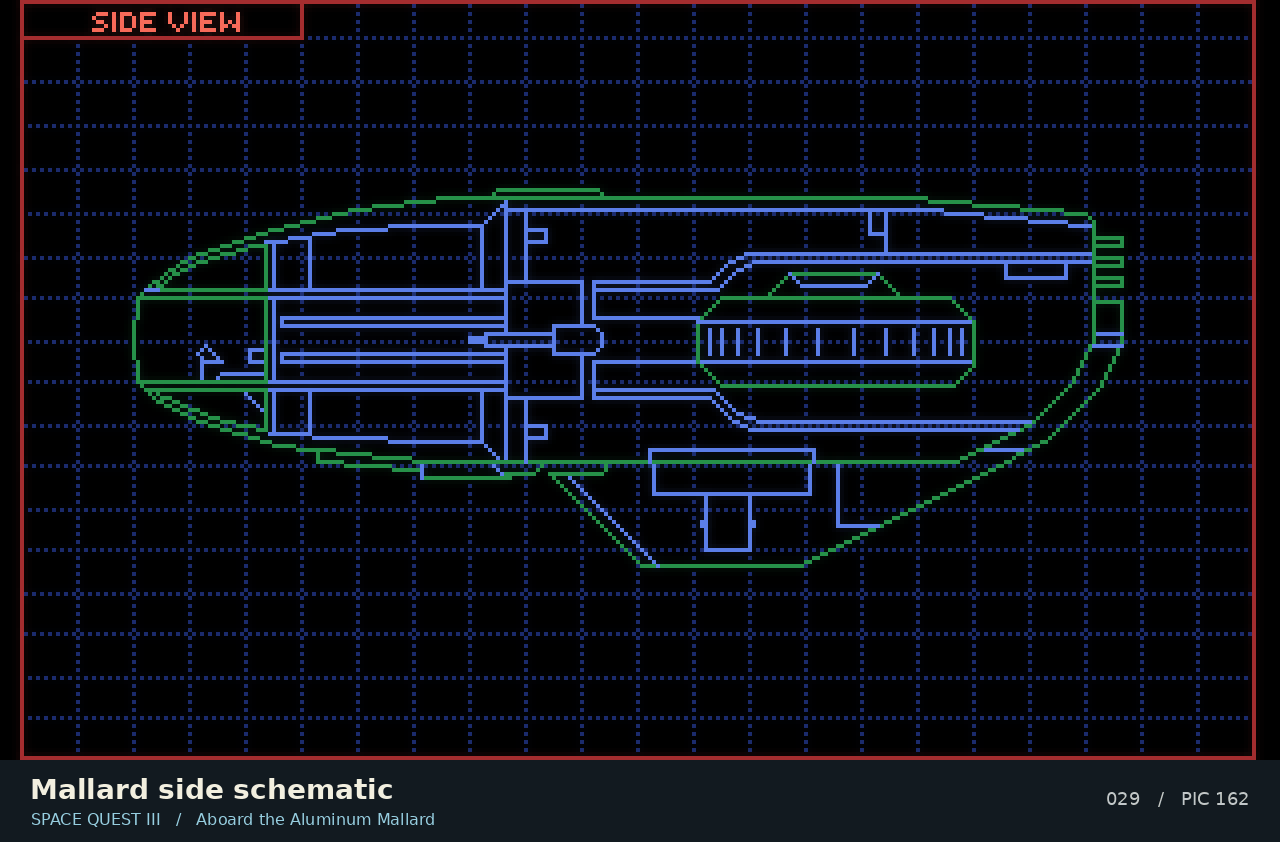 SIDE VIEW
Mallard side schematic
SPACE QUEST III / Aboard the Aluminum Mallard
029 / PIC 162